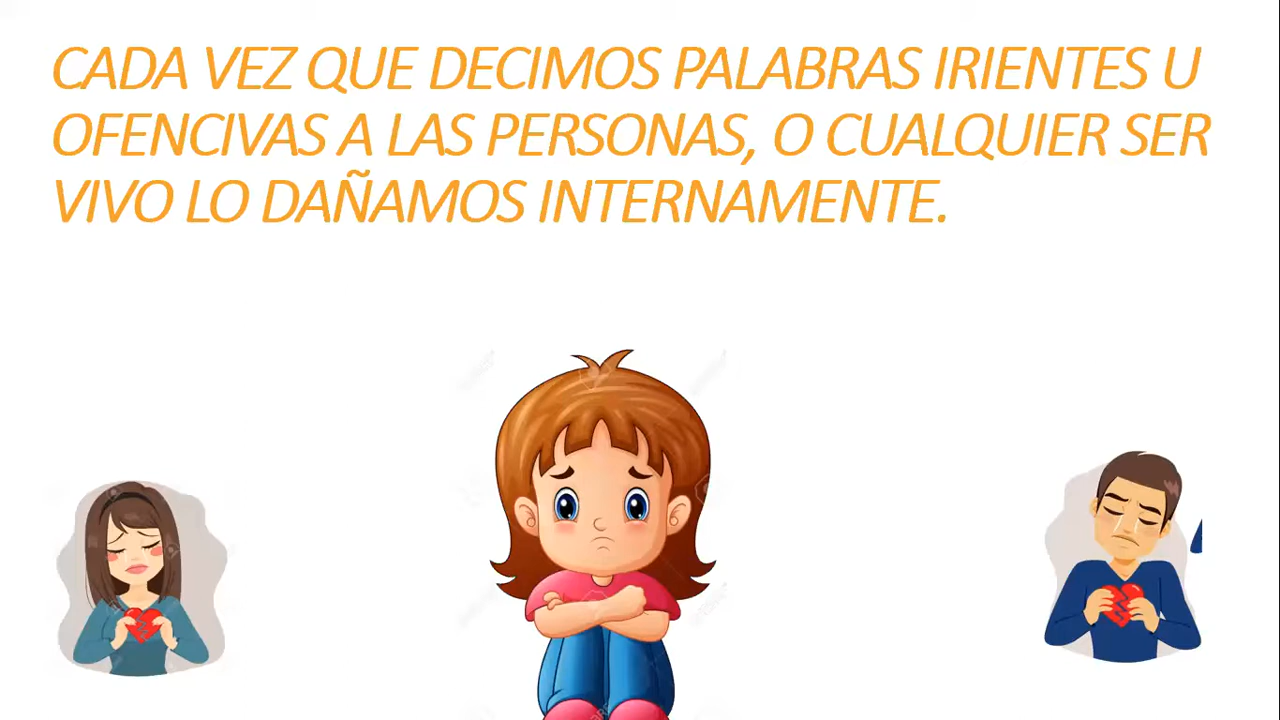 CADA VEZ QUE DECIMOS PALABRAS IRIENTES U
OFENCIVAS A LAS PERSONAS, O CUALQUIER SER
VIVO LO DAÑAMOS INTERNAMENTE.